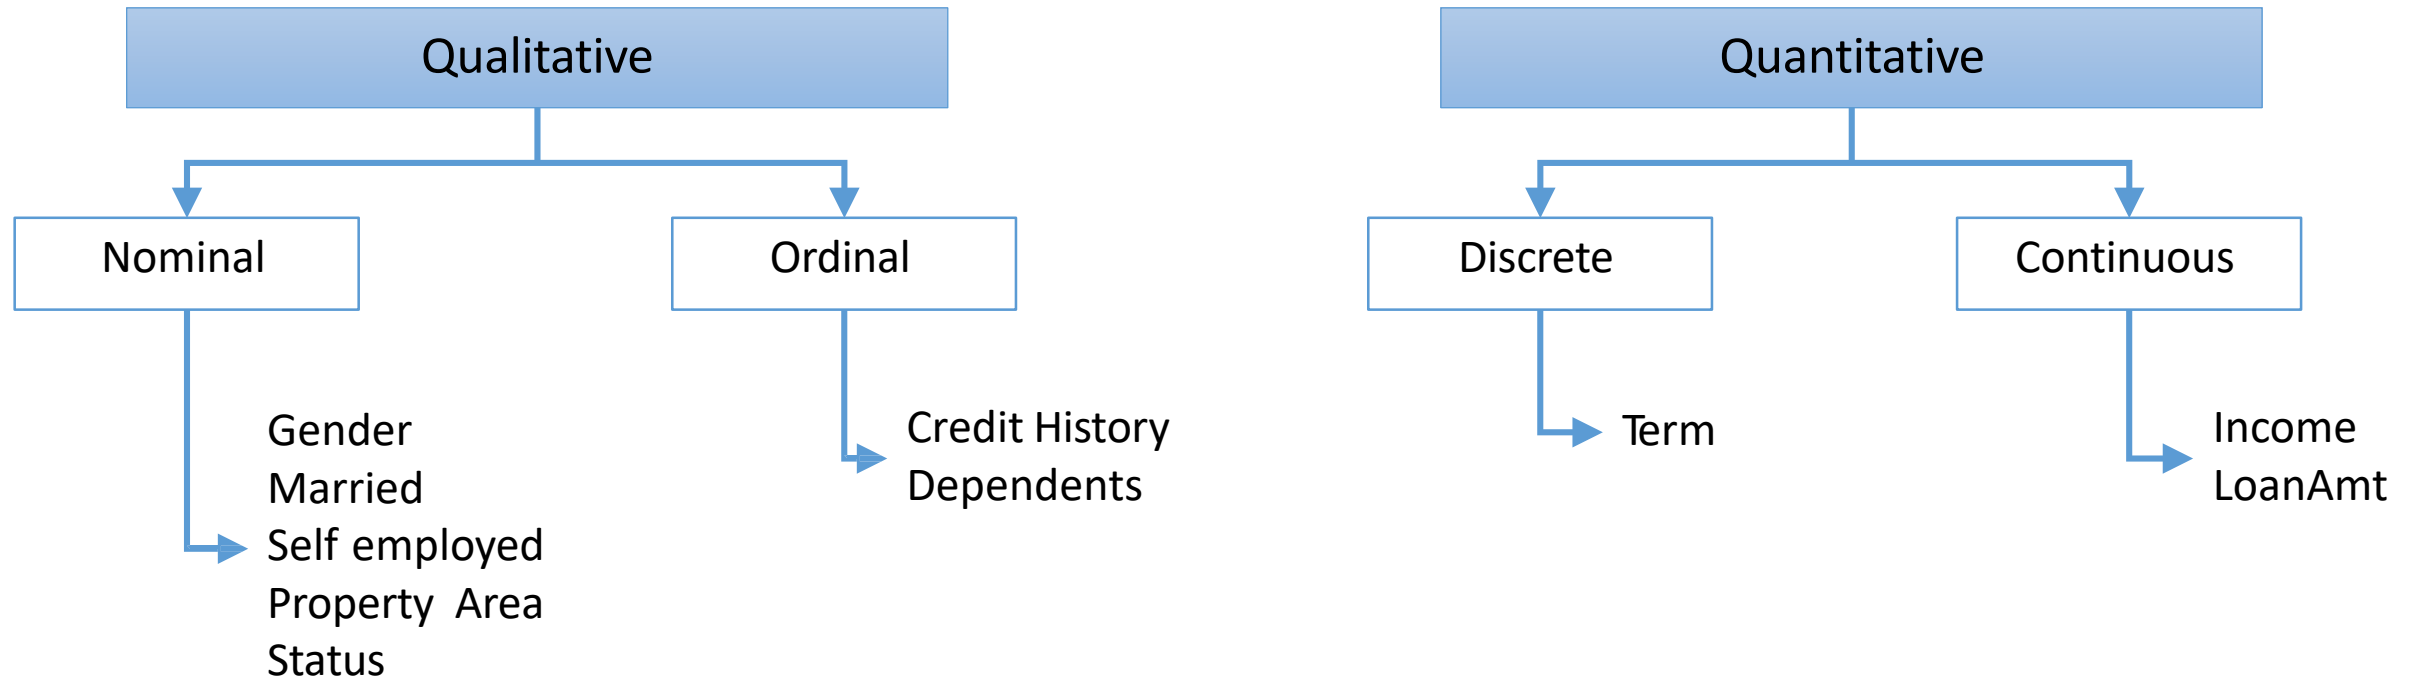 Qualitative
Quantitative
Nominal
Ordinal
Discrete
Continuous
Gender
Married
Self employed
Property Area
Status
Credit History
Dependents
Term
Income
LoanAmt